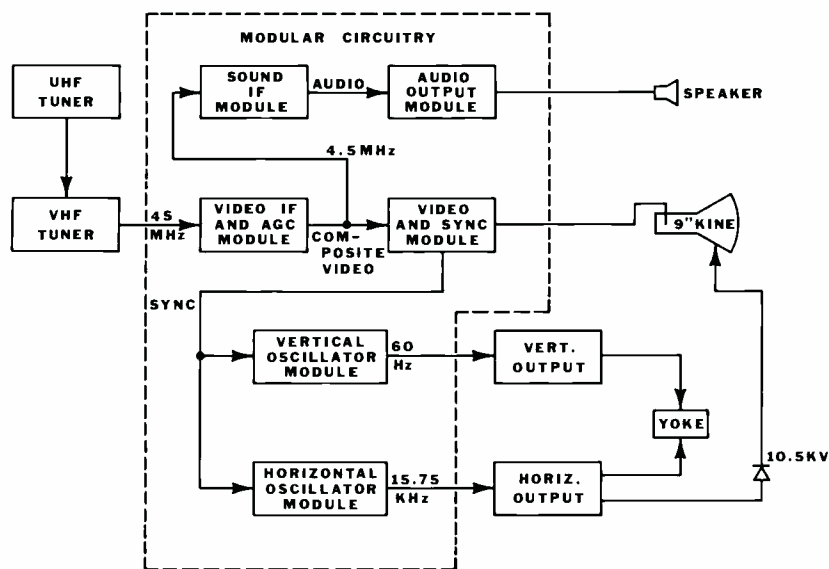 MODULAR CIRCUITRY
UHF
TUNER
SOUND
IF
MODULE
AUDIO
AUDIO
OUTPUT
MODULE
SPEAKER
4.5MHz
VHF
TUNER
45
MHz
VIDEO IF
AND AGC
MODULE
COM-
POSITE
VIDEO
VIDEO
AND SYNC
MODULE
9"KINE
SYNC
VERTICAL
OSCILLATOR
MODULE
60
Hz
VERT.
OUTPUT
YOKE
10.5KV
HORIZONTAL
OSCILLATOR
MODULE
15.75
KHz
HORIZ.
OUTPUT